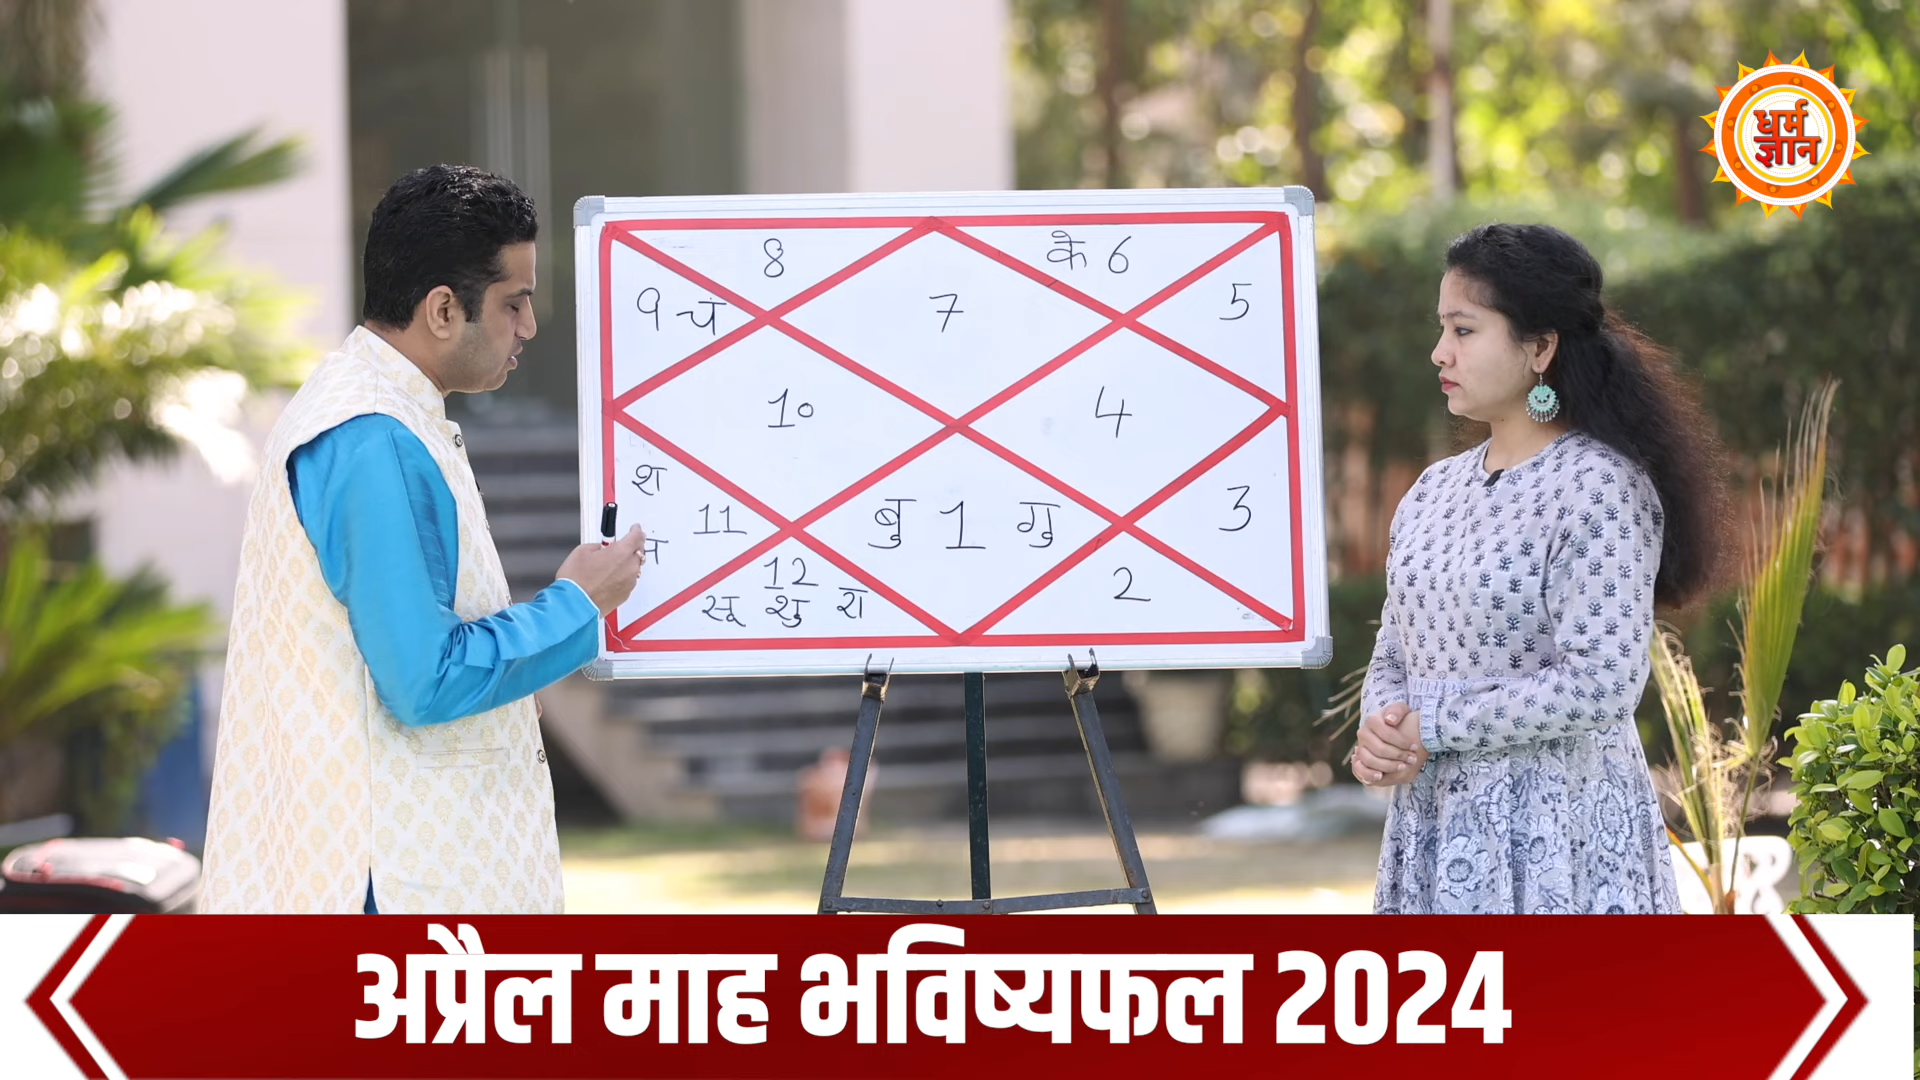 धर्म
ज्ञान
8
के 6
9 चं
7
5
10
4
श
11
बु 1 गु
3
12
सू शु रा
2
अप्रैल माह भविष्यफल 2024